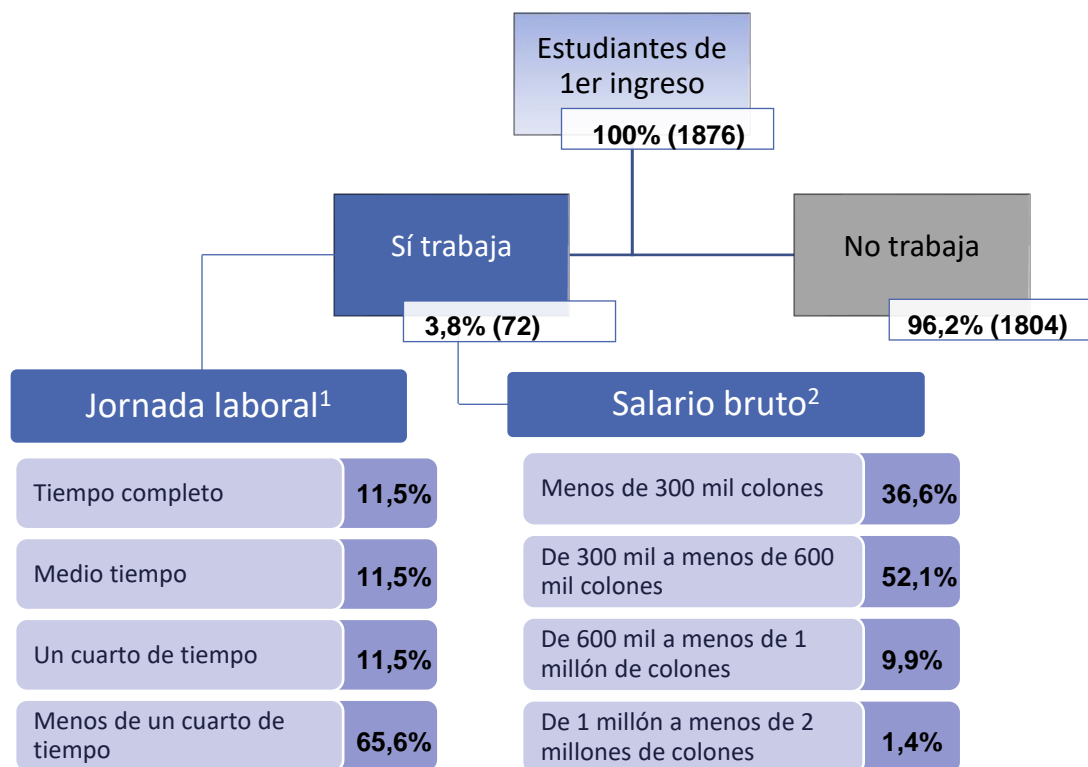 Estudiantes de
1er ingreso
100% (1876)
Sí trabaja
3,8% (72)
No trabaja
96,2% (1804)
Jornada laboral1
Tiempo completo
11,5%
Medio tiempo
11,5%
Un cuarto de tiempo
11,5%
Menos de un cuarto de
tiempo
65,6%
Salario bruto2
Menos de 300 mil colones
36,6%
De 300 mil a menos de 600
mil colones
52,1%
De 600 mil a menos de 1
millón de colones
9,9%
De 1 millón a menos de 2
millones de colones
1,4%